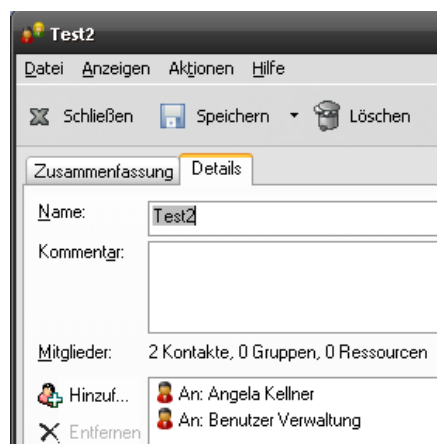 Test2
Datei Anzeigen Aktionen Hilfe
Schließen Speichern Löschen
Zusammenfassung Details
Name: Test2
Kommentar:
Mitglieder: 2 Kontakte, 0 Gruppen, 0 Ressourcen
Hinzuf... An: Angela Kellner
An: Benutzer Verwaltung
Entfernen